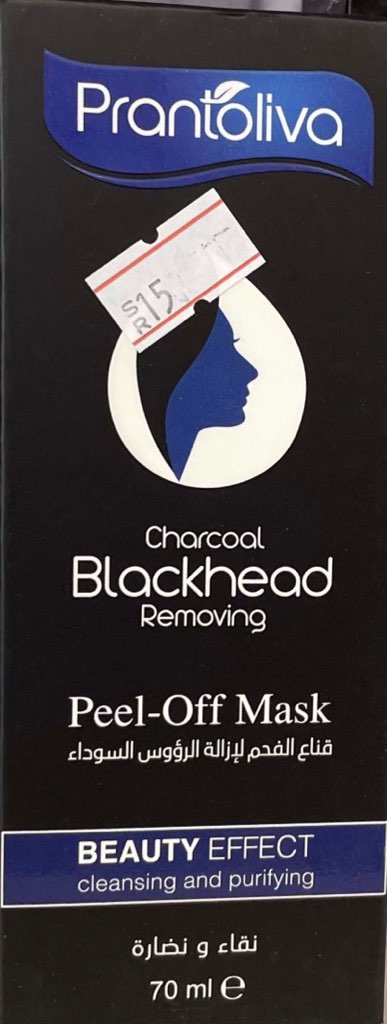 Prantoliva
SR 15
Charcoal
Blackhead
Removing
Peel-Off Mask
قناع الفحم لإزالة الرؤوس السوداء
BEAUTY EFFECT
cleansing and purifying
نقاء و نضارة
70 ml ℮